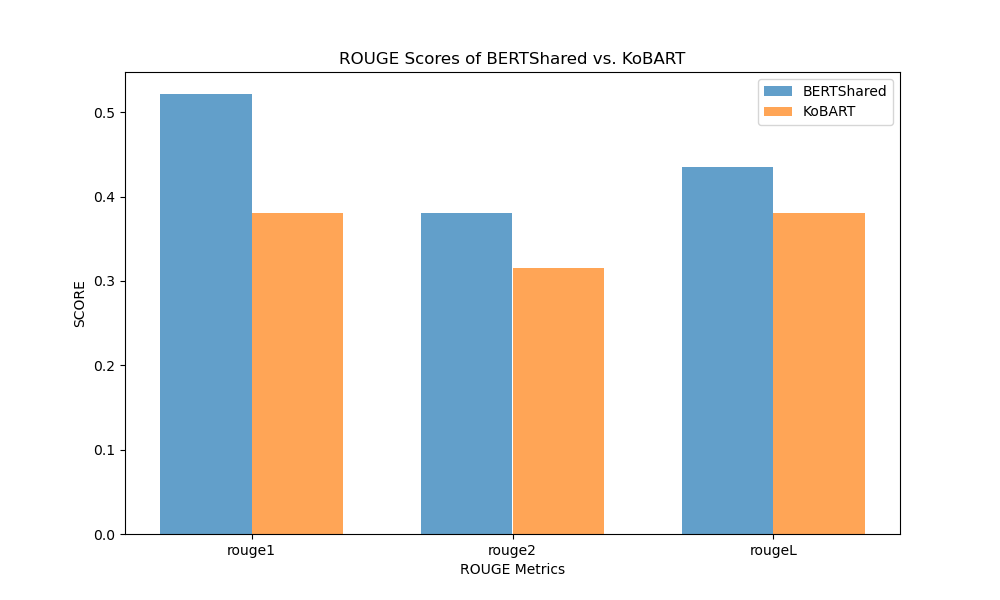 ROUGE Scores of BERTShared vs. KoBART
BERTShared
KoBART
SCORE
0.5
0.4
0.3
0.2
0.1
0.0
rouge1
rouge2
rougeL
ROUGE Metrics